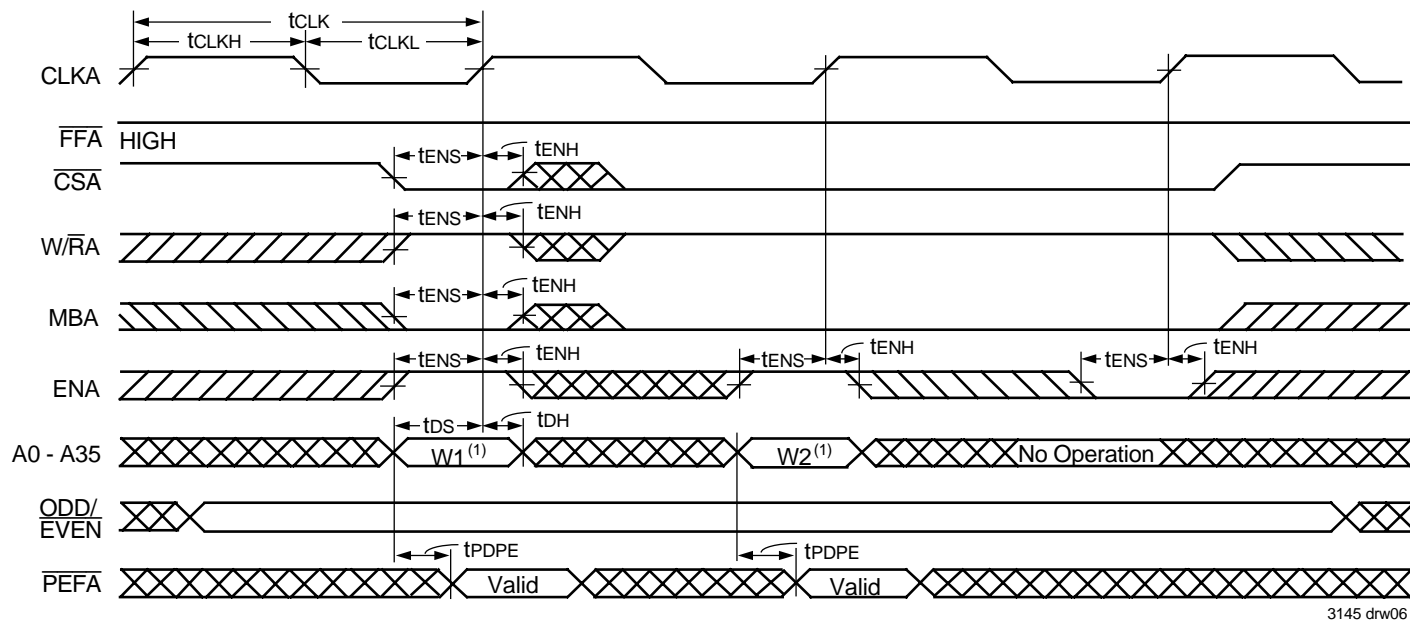 tCLK
tCLKH tCLKL
CLKA
FFA HIGH
tENS tENH
CSA
tENS tENH
W/RA
tENS tENH
MBA
tENS tENH tENS tENH tENS tENH
ENA
tDS tDH
A0 - A35 W1(1) W2(1) No Operation
ODD/
EVEN
tPDPE tPDPE
PEFA Valid Valid
3145 drw06